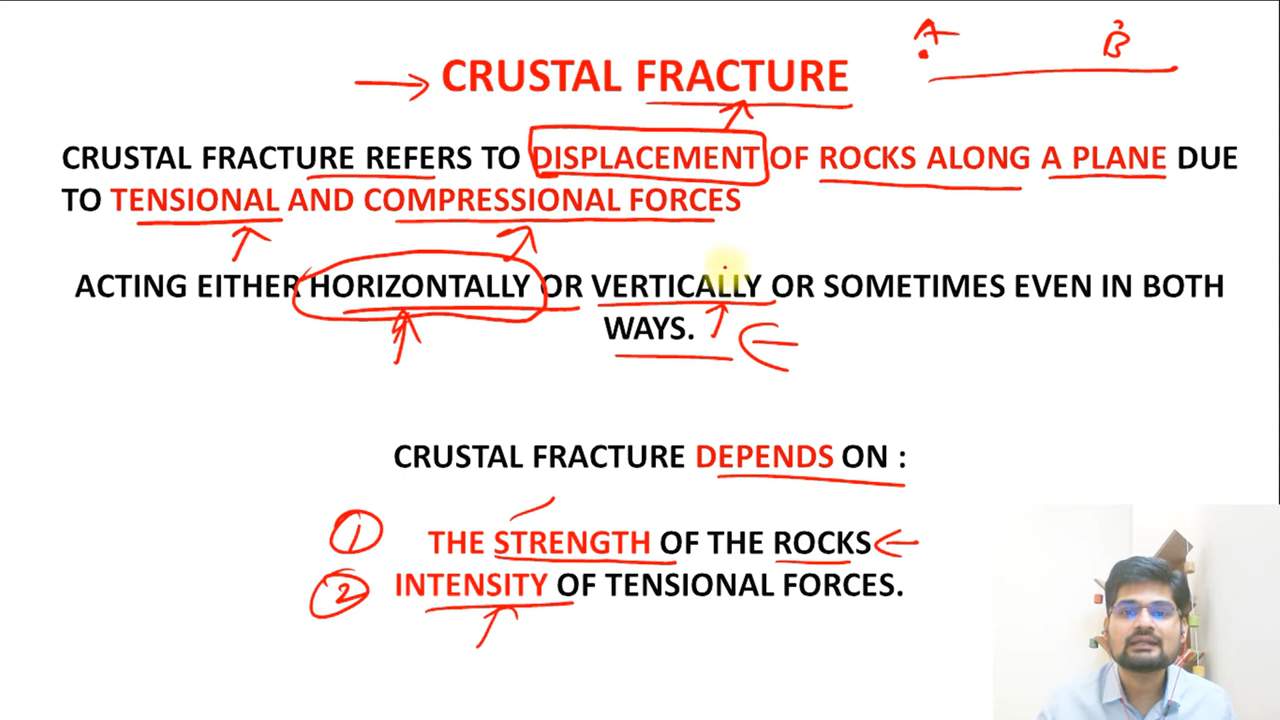 A B
CRUSTAL FRACTURE
CRUSTAL FRACTURE REFERS TO DISPLACEMENT OF ROCKS ALONG A PLANE DUE
TO TENSIONAL AND COMPRESSIONAL FORCES
ACTING EITHER HORIZONTALLY OR VERTICALLY OR SOMETIMES EVEN IN BOTH
WAYS.
CRUSTAL FRACTURE DEPENDS ON :
1 THE STRENGTH OF THE ROCKS
2 INTENSITY OF TENSIONAL FORCES.